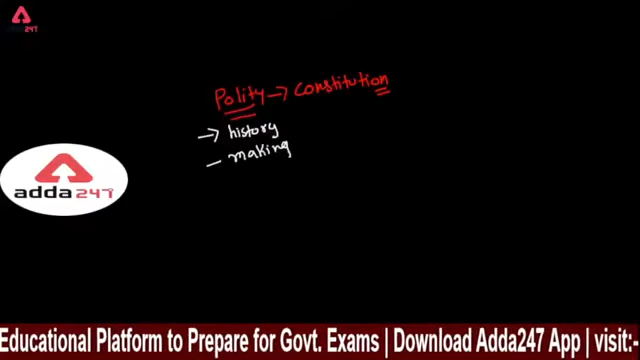 adda247
Polity → Constitution
→ history
– making
adda247
Educational Platform to Prepare for Govt. Exams | Download Adda247 App | visit:-